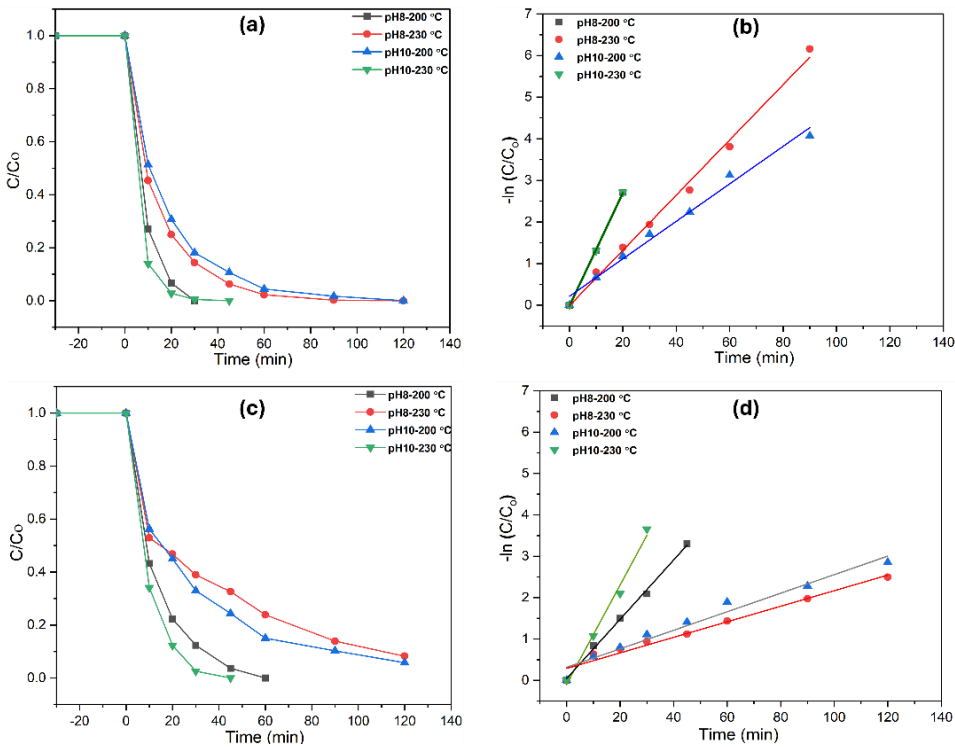 (a)
pH8-200 °C
pH8-230 °C
pH10-200 °C
pH10-230 °C
1.0
0.8
0.6
0.4
0.2
0.0
C/Co
-20 0 20 40 60 80 100 120 140
Time (min)
(b)
pH8-200 °C
pH8-230 °C
pH10-200 °C
pH10-230 °C
7
6
5
4
3
2
1
0
-ln (C/Co)
0 20 40 60 80 100 120 140
Time (min)
(c)
pH8-200 °C
pH8-230 °C
pH10-200 °C
pH10-230 °C
1.0
0.8
0.6
0.4
0.2
0.0
C/Co
-20 0 20 40 60 80 100 120 140
Time (min)
(d)
pH8-200 °C
pH8-230 °C
pH10-200 °C
pH10-230 °C
7
6
5
4
3
2
1
0
-ln (C/Co)
0 20 40 60 80 100 120 140
Time (min)